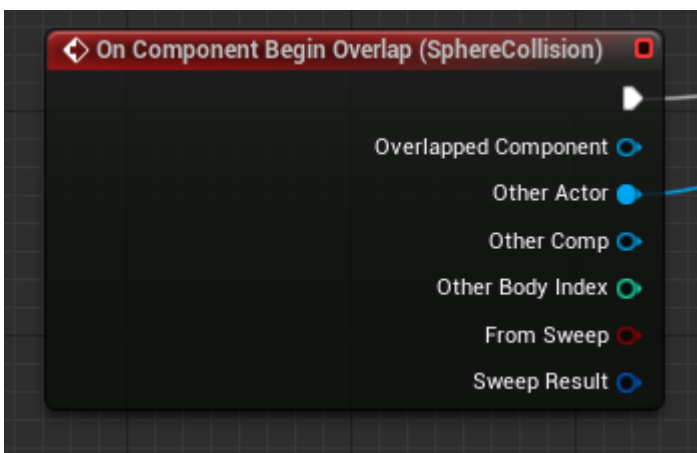 On Component Begin Overlap (SphereCollision)
Overlapped Component
Other Actor
Other Comp
Other Body Index
From Sweep
Sweep Result